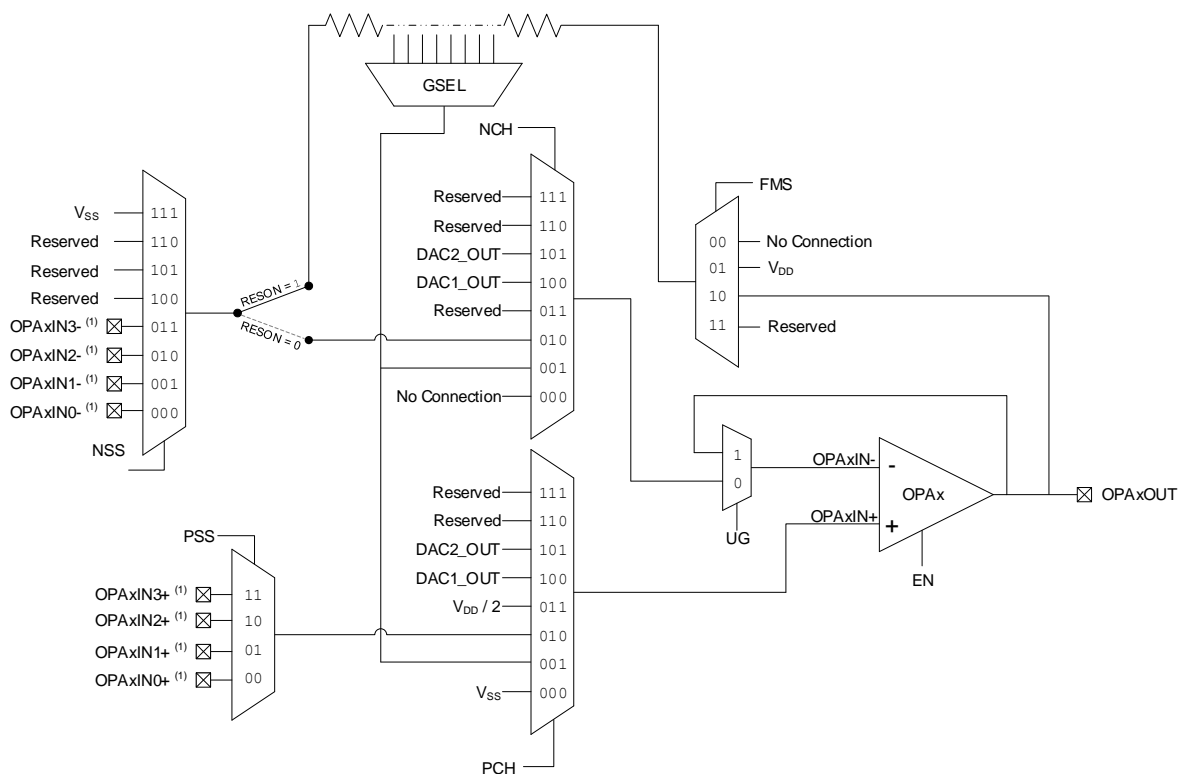 GSEL
NCH
Reserved 111
Reserved 110
DAC2_OUT 101
DAC1_OUT 100
Reserved 011
010
001
No Connection 000
FMS
00 No Connection
01 VDD
10
11 Reserved
VSS 111
Reserved 110
Reserved 101
Reserved 100
OPAxIN3- (1) 011
OPAxIN2- (1) 010
OPAxIN1- (1) 001
OPAxIN0- (1) 000
NSS
RESON = 1
RESON = 0
1
0
UG
OPAxIN-
OPAxIN+
-
+
OPAx
EN
OPAxOUT
PSS
OPAxIN3+ (1) 11
OPAxIN2+ (1) 10
OPAxIN1+ (1) 01
OPAxIN0+ (1) 00
Reserved 111
Reserved 110
DAC2_OUT 101
DAC1_OUT 100
VDD / 2 011
010
001
VSS 000
PCH